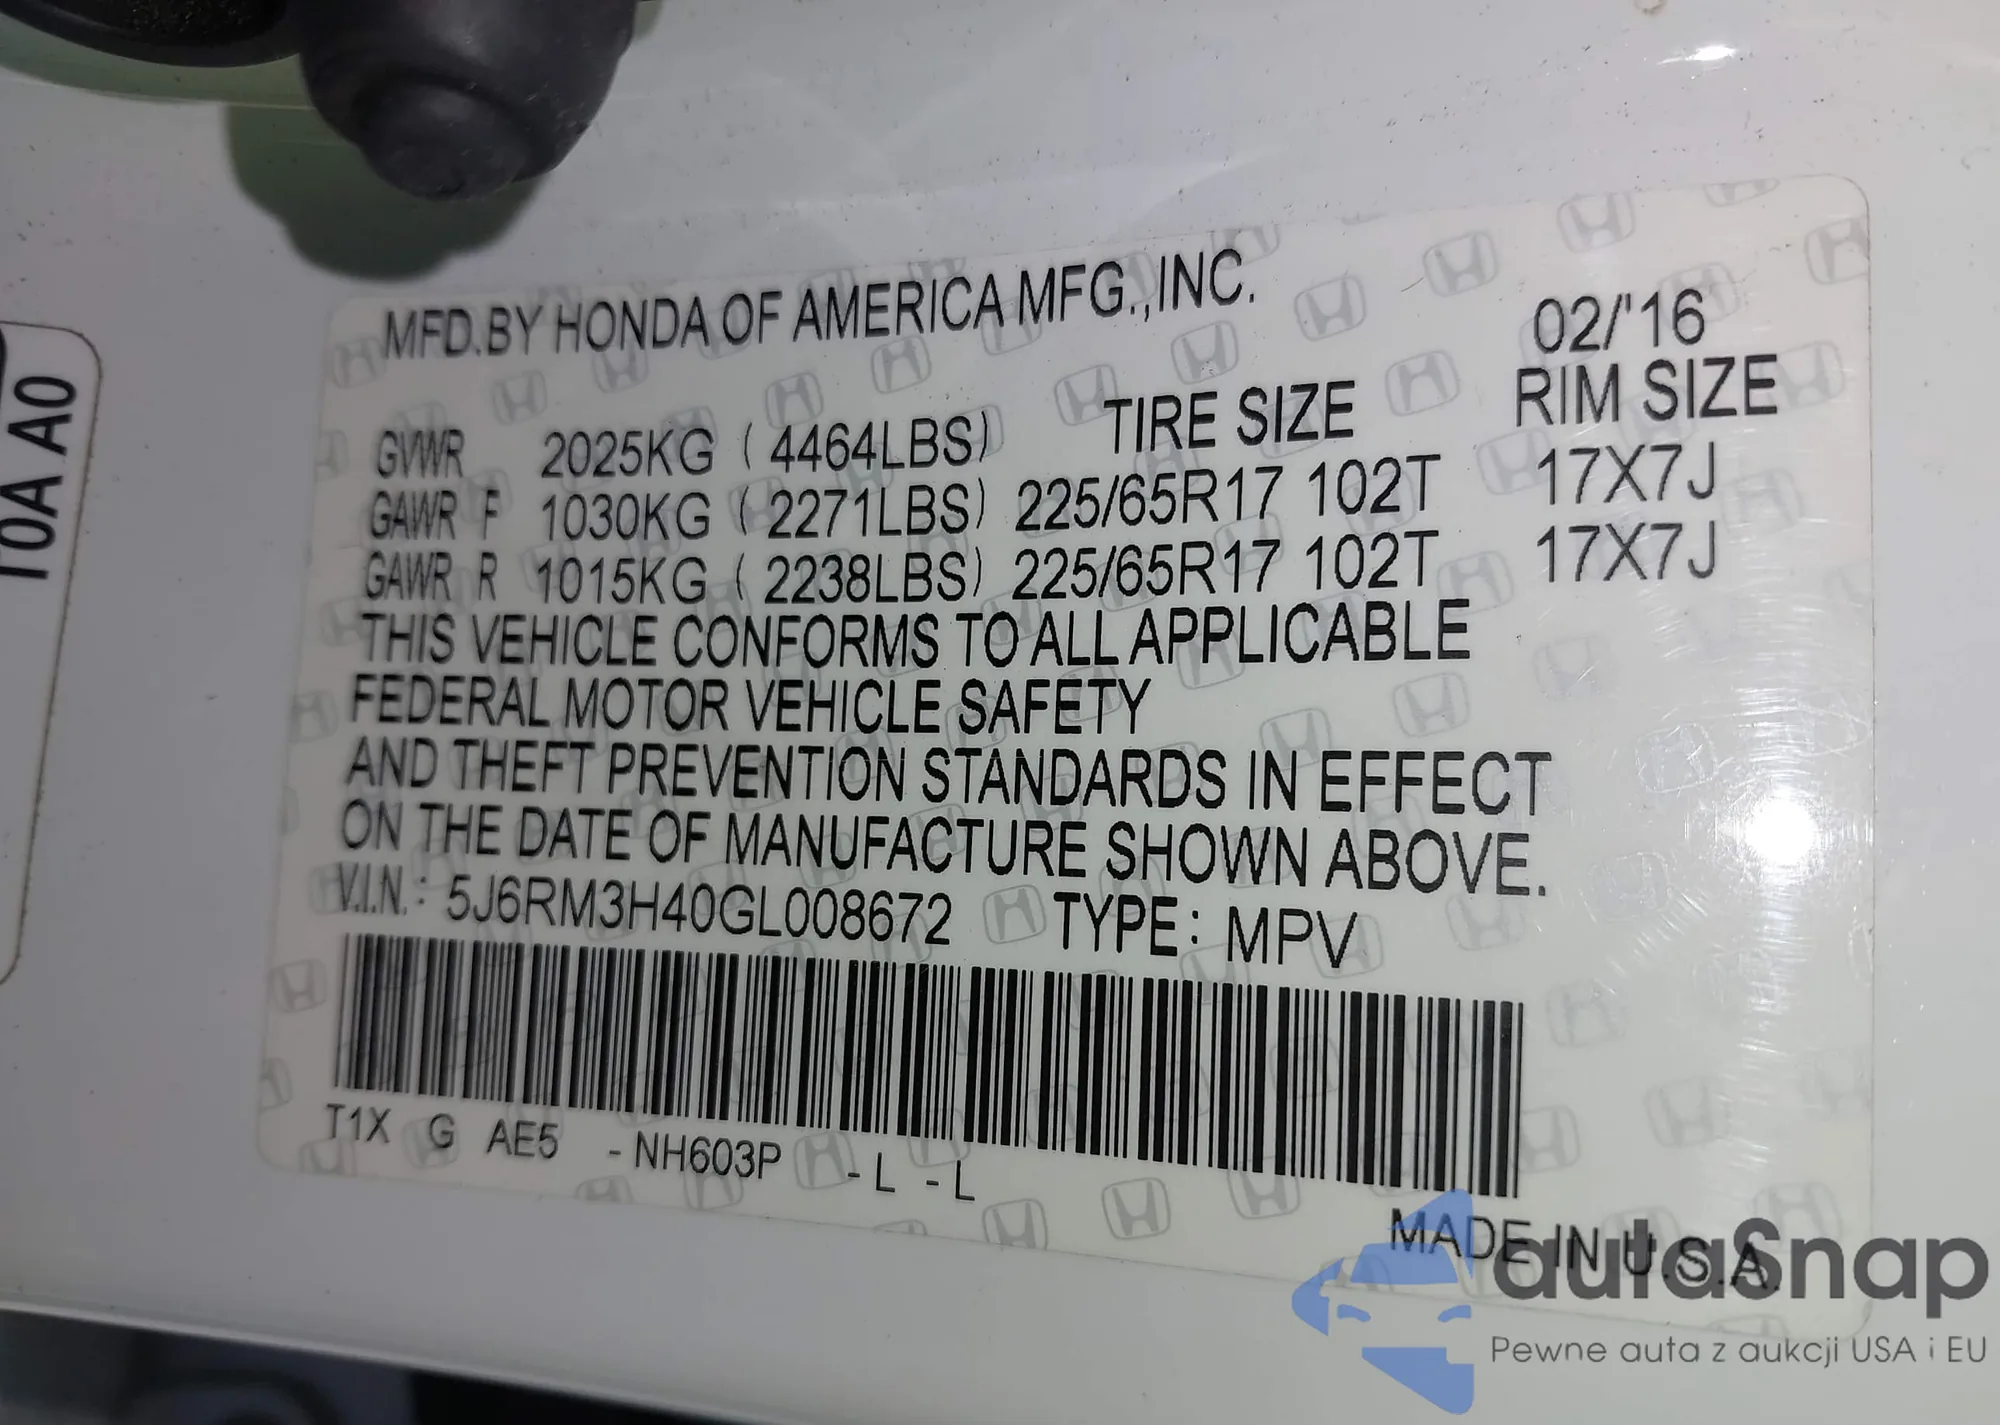 MFD.BY HONDA OF AMERICA MFG.,INC. 02/'16
TIRE SIZE RIM SIZE
GVWR 2025KG ( 4464LBS)
GAWR F 1030KG ( 2271LBS) 225/65R17 102T 17X7J
GAWR R 1015KG ( 2238LBS) 225/65R17 102T 17X7J
THIS VEHICLE CONFORMS TO ALL APPLICABLE
FEDERAL MOTOR VEHICLE SAFETY
AND THEFT PREVENTION STANDARDS IN EFFECT
ON THE DATE OF MANUFACTURE SHOWN ABOVE.
V.I.N.: 5J6RM3H40GL008672 TYPE: MPV
T1X G AE5 -NH603P -L -L
MADE IN U.S.A.
A0
autaSnap
Pewne auta z aukcji USA i EU